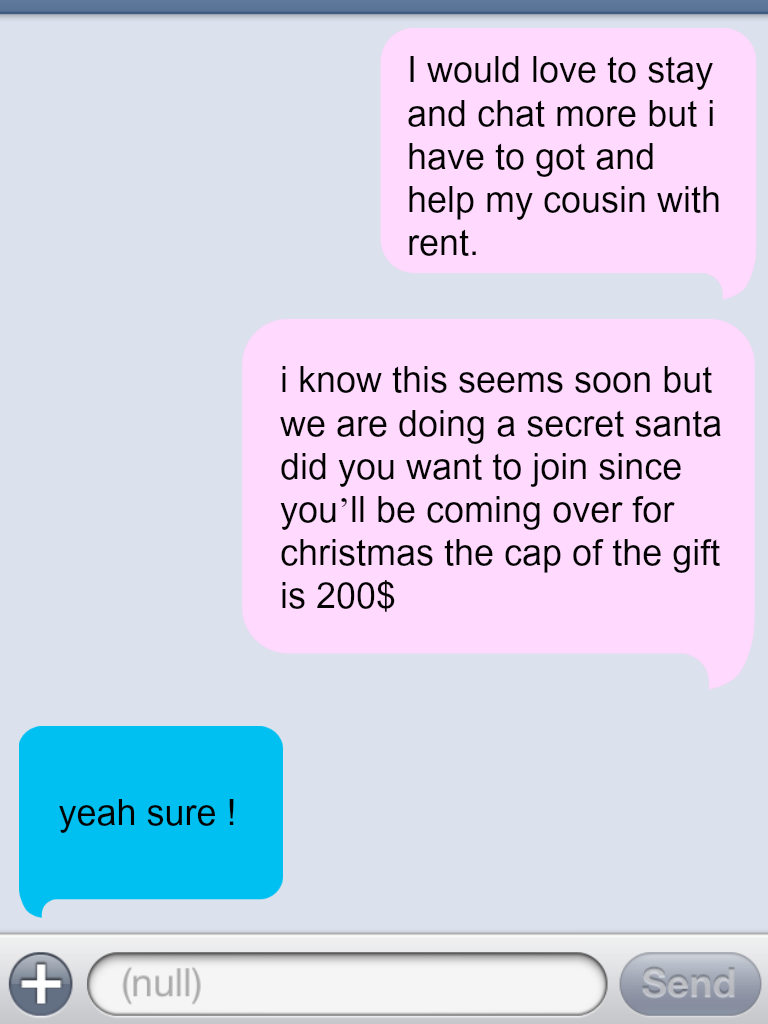 I would love to stay
and chat more but i
have to got and
help my cousin with
rent.
i know this seems soon but
we are doing a secret santa
did you want to join since
you’ll be coming over for
christmas the cap of the gift
is 200$
yeah sure !
(null)
Send